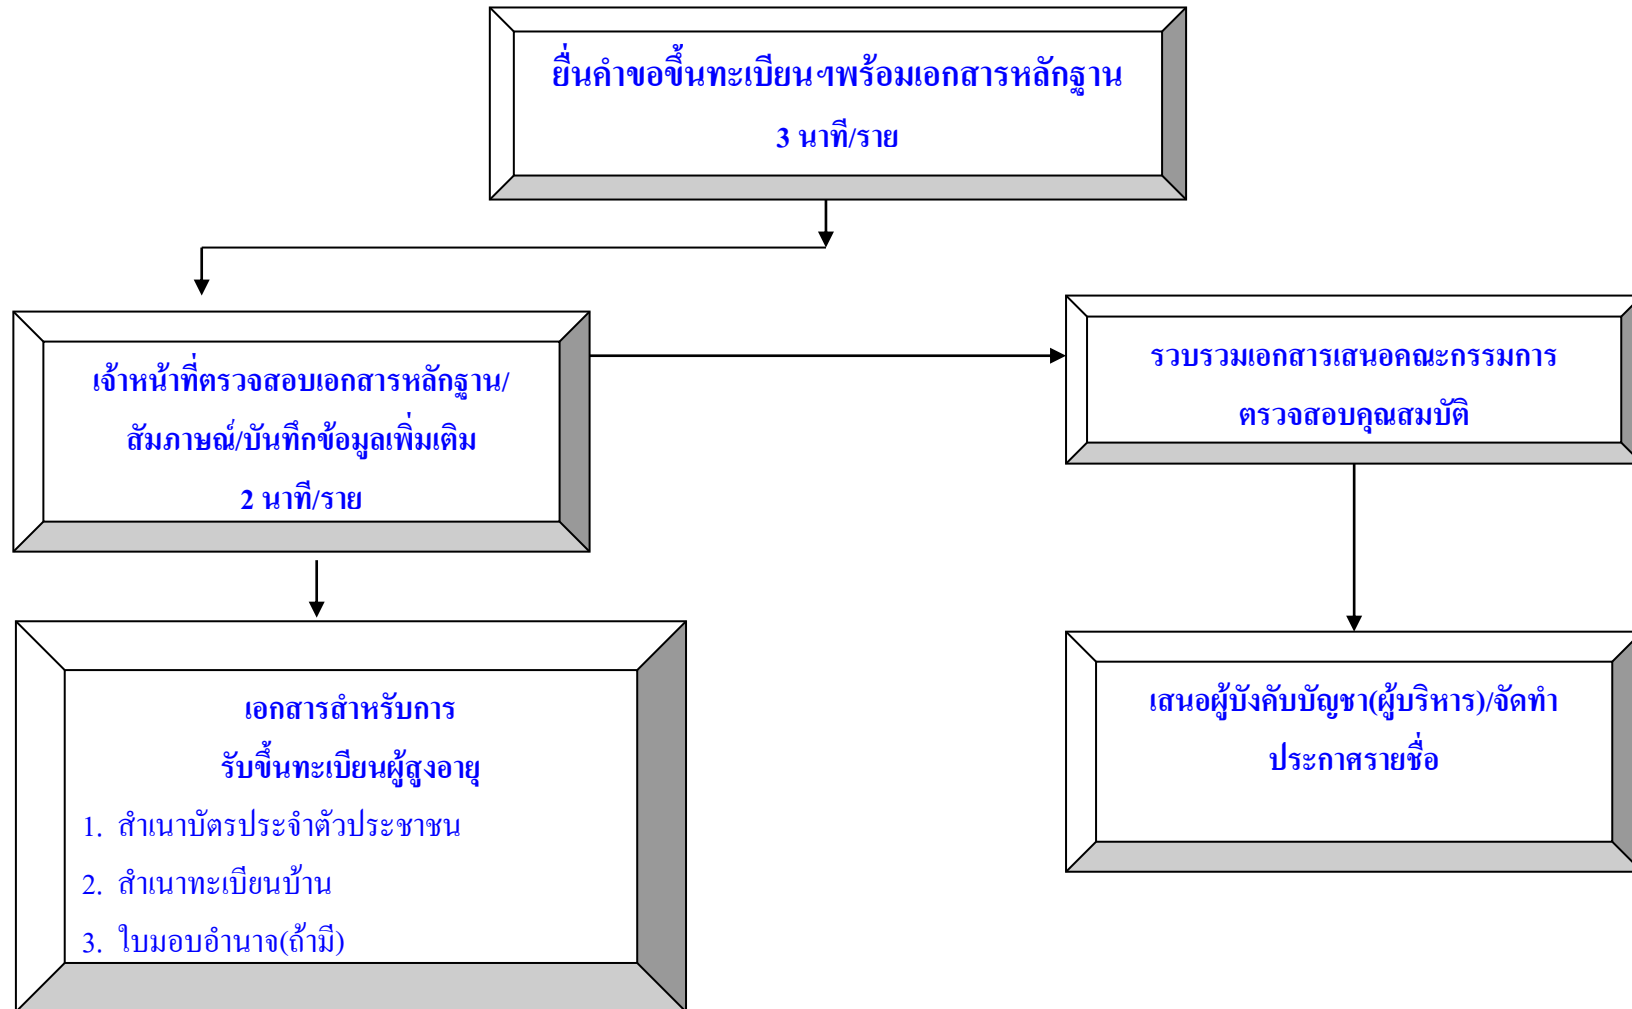 ยื่นคำขอขึ้นทะเบียนฯพร้อมเอกสารหลักฐาน
3 นาที/ราย
เจ้าหน้าที่ตรวจสอบเอกสารหลักฐาน/
สัมภาษณ์/บันทึกข้อมูลเพิ่มเติม
2 นาที/ราย
รวบรวมเอกสารเสนอคณะกรรมการ
ตรวจสอบคุณสมบัติ
เอกสารสำหรับการ
รับขึ้นทะเบียนผู้สูงอายุ
1. สำเนาบัตรประจำตัวประชาชน
2. สำเนาทะเบียนบ้าน
3. ใบมอบอำนาจ(ถ้ามี)
เสนอผู้บังคับบัญชา(ผู้บริหาร)/จัดทำ
ประกาศรายชื่อ